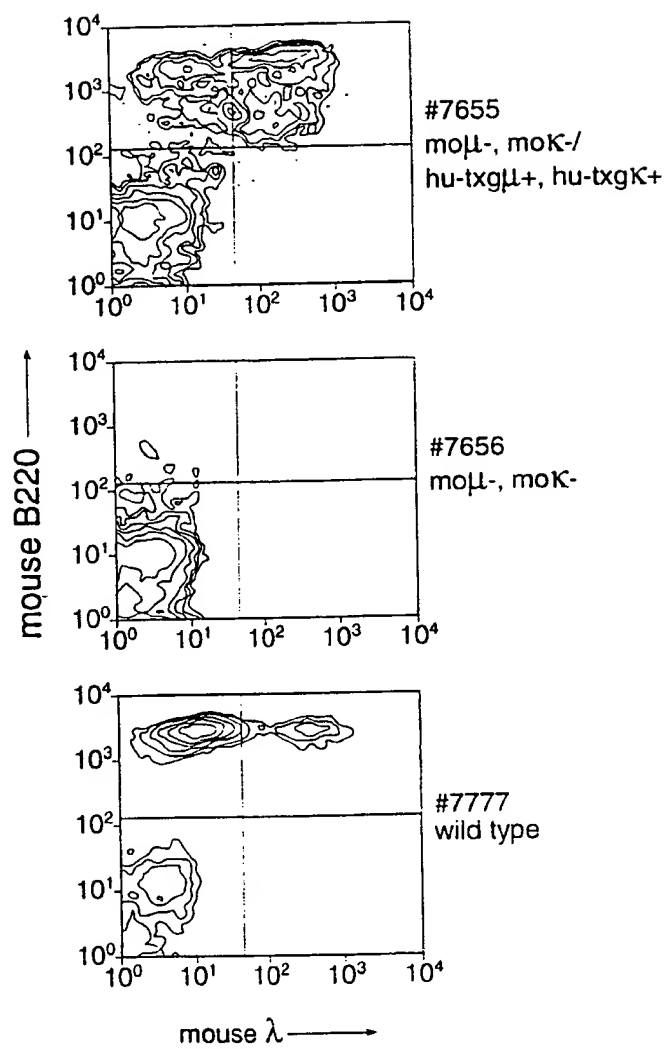 mouse B220
10⁴
10³
10²
10¹
10⁰
10⁰ 10¹ 10² 10³ 10⁴
#7655
moμ-, moκ-/
hu-txgμ+, hu-txgκ+
10⁴
10³
10²
10¹
10⁰
10⁰ 10¹ 10² 10³ 10⁴
#7656
moμ-, moκ-
10⁴
10³
10²
10¹
10⁰
10⁰ 10¹ 10² 10³ 10⁴
#7777
wild type
mouse λ